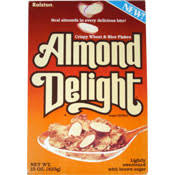 Ralston
NEW!
Real almonds in every delicious bite!
Crispy Wheat & Rice Flakes
Almond
Delight
NET WT.
15 OZ. (425g)
Lightly
sweetened
with brown sugar